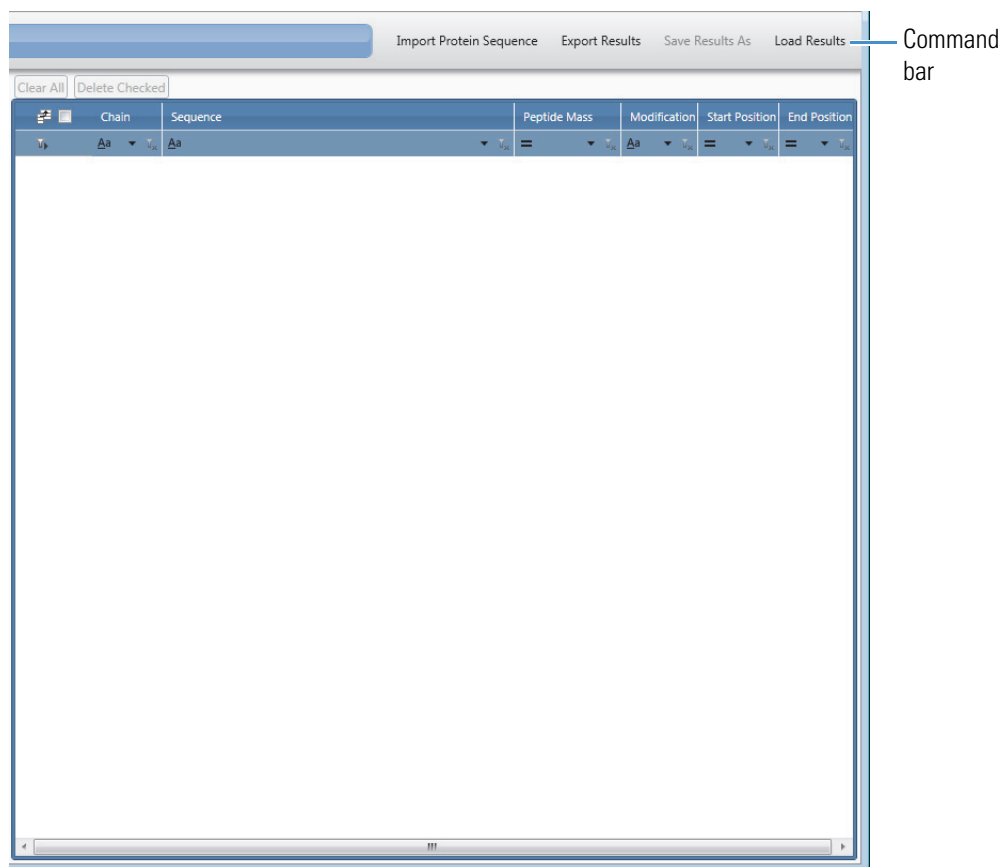 Import Protein Sequence Export Results Save Results As Load Results
Command
bar
Clear All Delete Checked
Chain Sequence Peptide Mass Modification Start Position End Position
Aa Aa = Aa = =